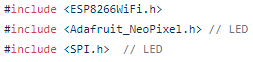 #include <ESP8266WiFi.h>
#include <Adafruit_NeoPixel.h> // LED
#include <SPI.h>  // LED